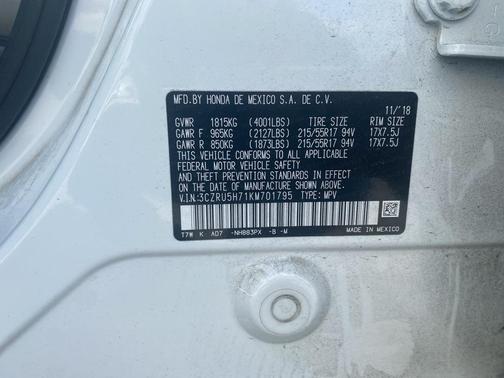 MFD.BY HONDA DE MEXICO S.A. DE C.V.
11/'18
GVWR 1815KG (4001LBS) TIRE SIZE RIM SIZE
GAWR F 965KG (2127LBS) 215/55R17 94V 17X7.5J
GAWR R 850KG (1873LBS) 215/55R17 94V 17X7.5J
THIS VEHICLE CONFORMS TO ALL APPLICABLE
FEDERAL MOTOR VEHICLE SAFETY
AND THEFT PREVENTION STANDARDS IN EFFECT ON
THE DATE OF MANUFACTURE SHOWN ABOVE.
V.I.N:3CZRU5H71KM701795 TYPE: MPV
T7W K A07 -NH883PX -B -M MADE IN MEXICO